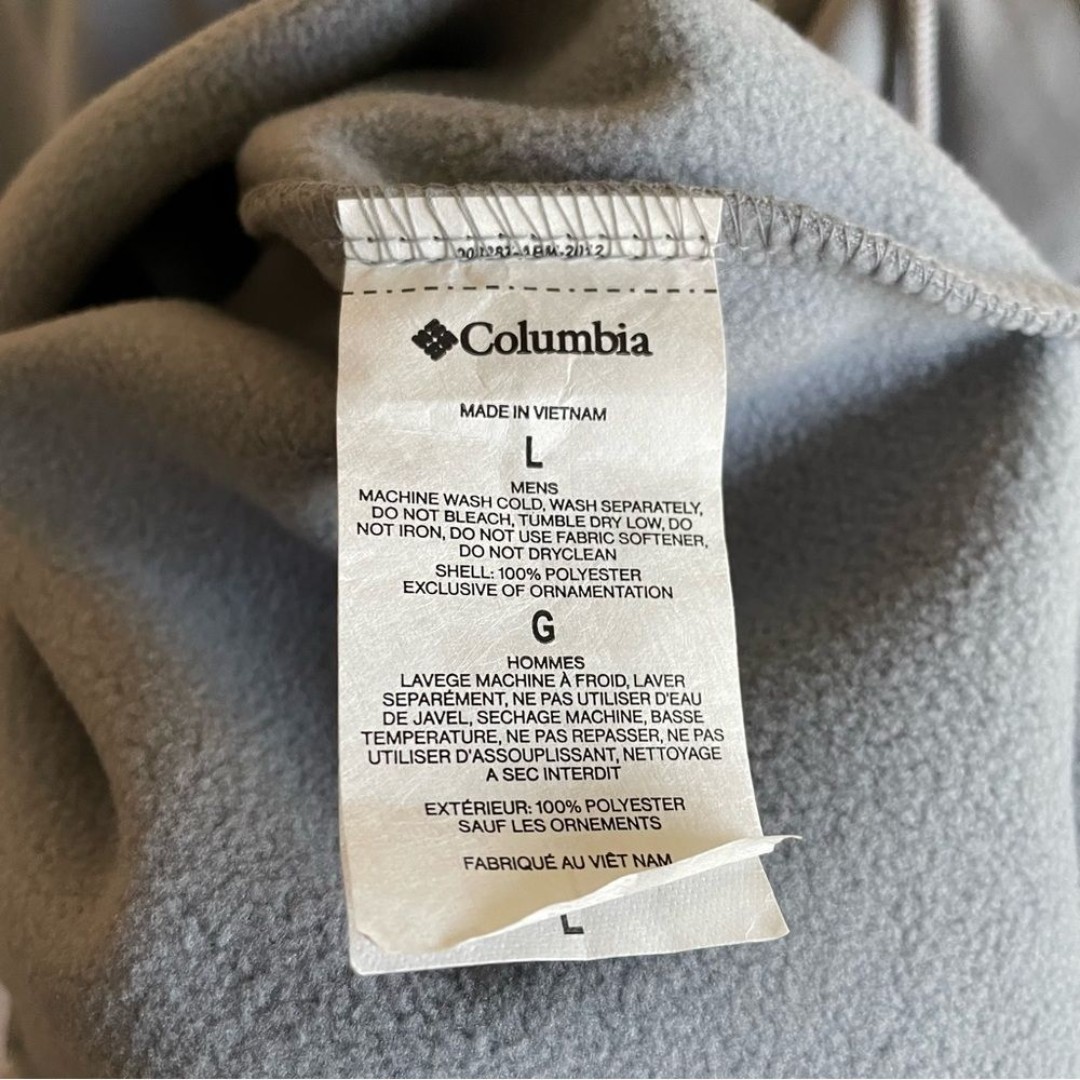 Columbia
MADE IN VIETNAM
L
MENS
MACHINE WASH COLD, WASH SEPARATELY,
DO NOT BLEACH, TUMBLE DRY LOW, DO
NOT IRON, DO NOT USE FABRIC SOFTENER,
DO NOT DRYCLEAN
SHELL: 100% POLYESTER
EXCLUSIVE OF ORNAMENTATION
G
HOMMES
LAVEGE MACHINE À FROID, LAVER
SEPARÉMENT, NE PAS UTILISER D'EAU
DE JAVEL, SECHAGE MACHINE, BASSE
TEMPERATURE, NE PAS REPASSER, NE PAS
UTILISER D'ASSOUPLISSANT, NETTOYAGE
A SEC INTERDIT
EXTÉRIEUR: 100% POLYESTER
SAUF LES ORNEMENTS
FABRIQUÉ AU VIÊT NAM
L